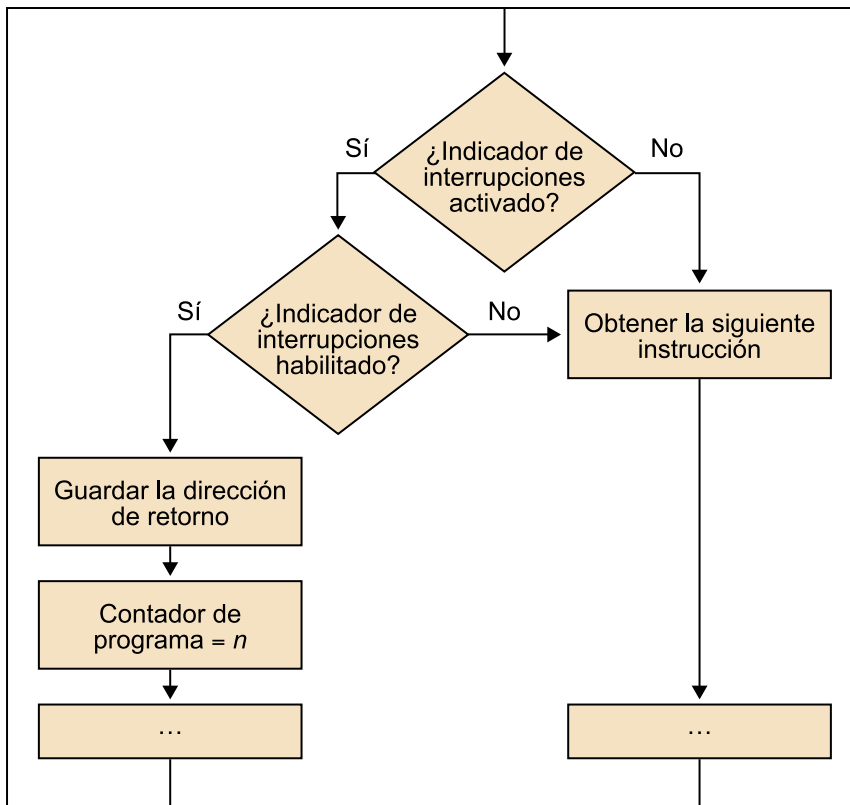 ¿Indicador de
interrupciones
activado?
Sí
No
¿Indicador de
interrupciones
habilitado?
Sí
No
Obtener la siguiente
instrucción
Guardar la dirección
de retorno
Contador de
programa = n
...
...